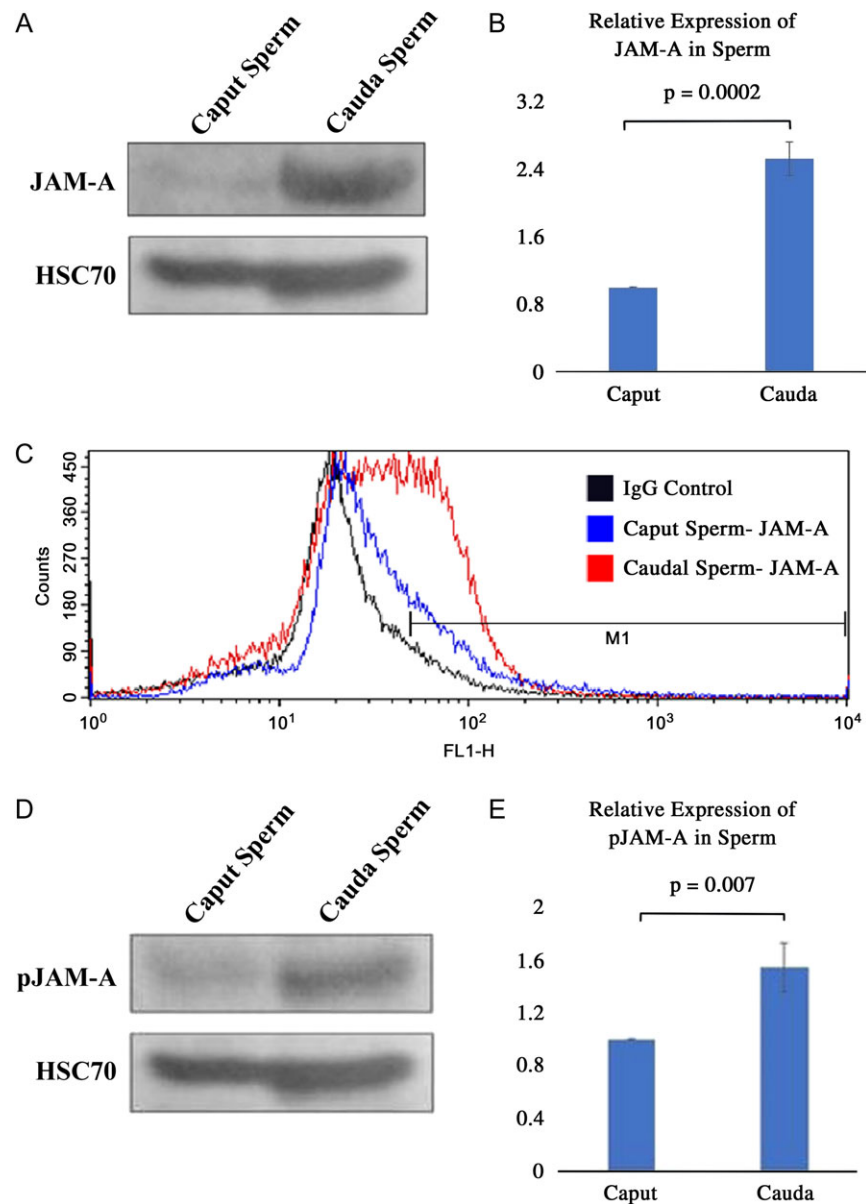 A
Caput Sperm
Cauda Sperm
JAM-A
HSC70
B
Relative Expression of
JAM-A in Sperm
p = 0.0002
3.2
2.4
1.6
0.8
0
Caput
Cauda
C
450
360
270
180
90
0
Counts
IgG Control
Caput Sperm- JAM-A
Caudal Sperm- JAM-A
M1
10⁰
10¹
10²
10³
10⁴
FL1-H
D
Caput Sperm
Cauda Sperm
pJAM-A
HSC70
E
Relative Expression of
pJAM-A in Sperm
p = 0.007
2
1.6
1.2
0.8
0.4
0
Caput
Cauda